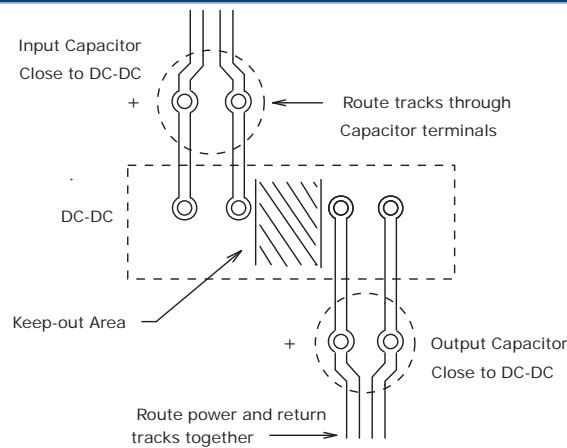 Input Capacitor
Close to DC-DC
+
Route tracks through
Capacitor terminals
DC-DC
Keep-out Area
+
Output Capacitor
Close to DC-DC
Route power and return
tracks together